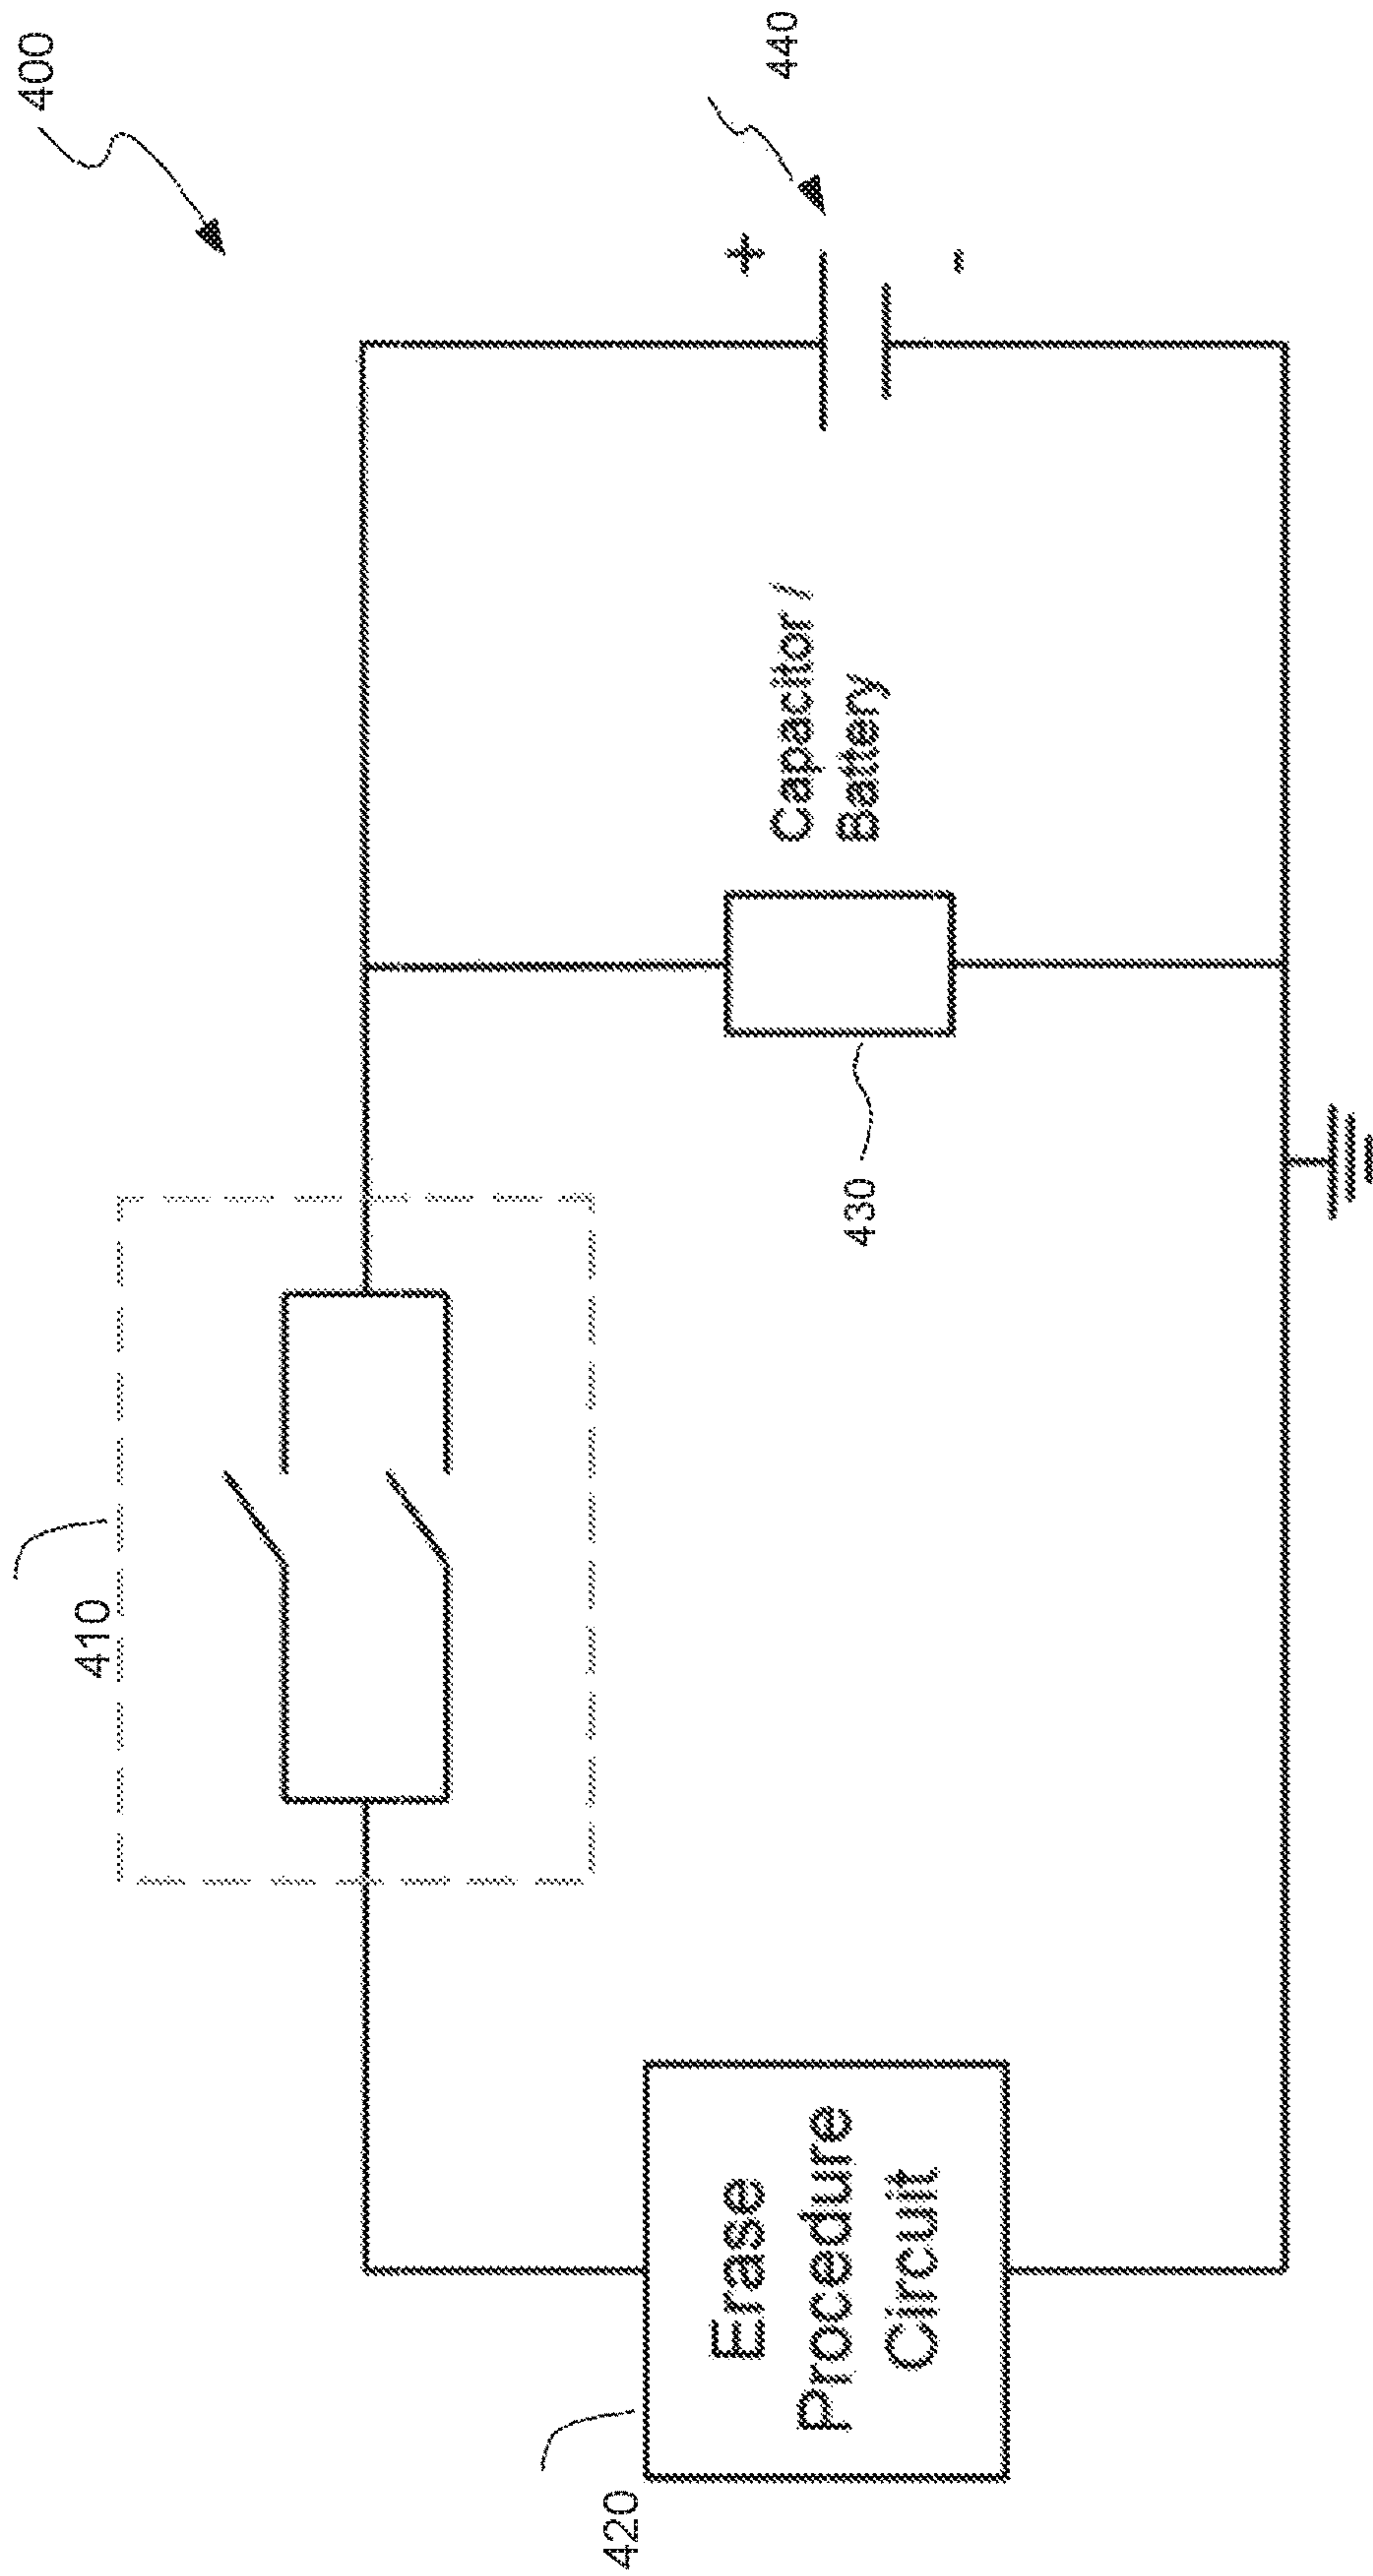 400
410
440
+
Capacitor /
Battery
-
430
420
Erase
Procedure
Circuit